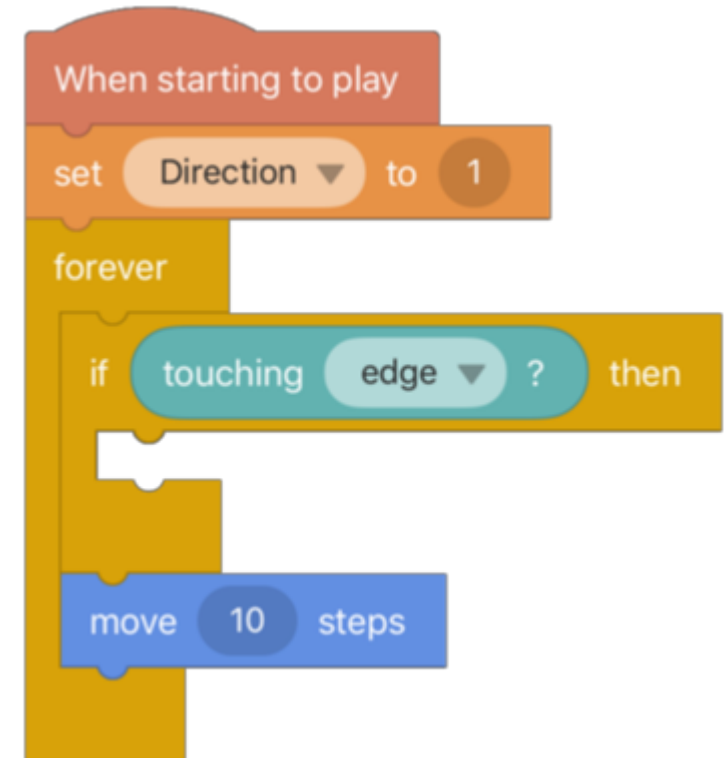 When starting to play
set Direction to 1
forever
if touching edge ? then
move 10 steps